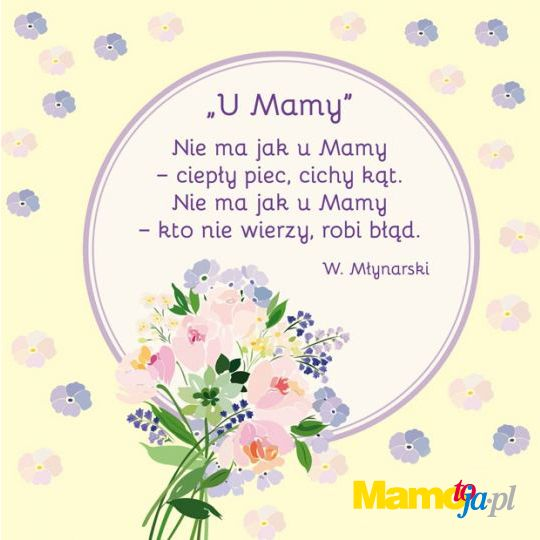 „U Mamy”
Nie ma jak u Mamy
– ciepły piec, cichy kąt.
Nie ma jak u Mamy
– kto nie wierzy, robi błąd.
W. Młynarski
Mamotoja.pl